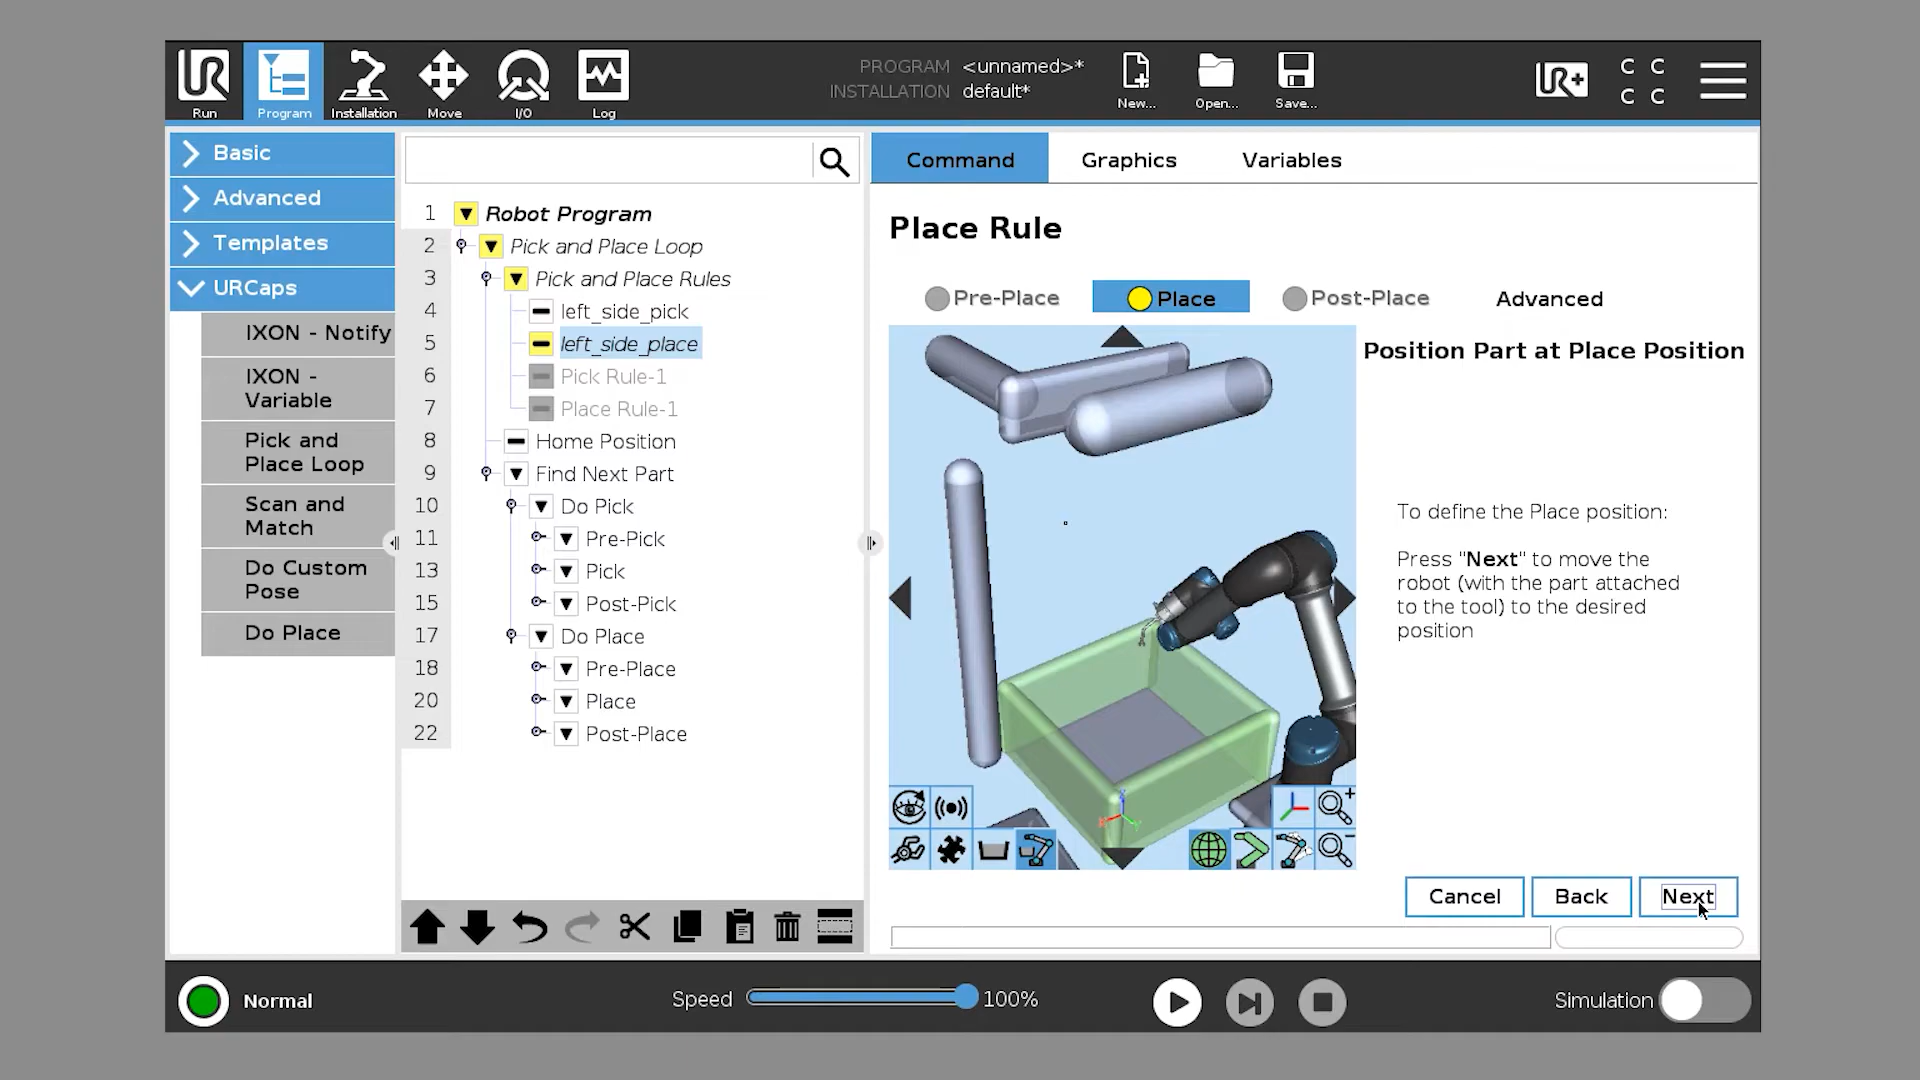 PROGRAM <unnamed>*
INSTALLATION default*
Run
Program
Installation
Move
I/O
Log
New...
Open...
Save...
UR+
C C
C C
Basic
Advanced
Templates
URCaps
IXON - Notify
IXON -
Variable
Pick and
Place Loop
Scan and
Match
Do Custom
Pose
Do Place
1 Robot Program
2 Pick and Place Loop
3 Pick and Place Rules
4 left_side_pick
5 left_side_place
6 Pick Rule-1
7 Place Rule-1
8 Home Position
9 Find Next Part
10 Do Pick
11 Pre-Pick
13 Pick
15 Post-Pick
17 Do Place
18 Pre-Place
20 Place
22 Post-Place
Command
Graphics
Variables
Place Rule
Pre-Place
Place
Post-Place
Advanced
Position Part at Place Position
To define the Place position:
Press "Next" to move the
robot (with the part attached
to the tool) to the desired
position
Cancel
Back
Next
Normal
Speed
100%
Simulation